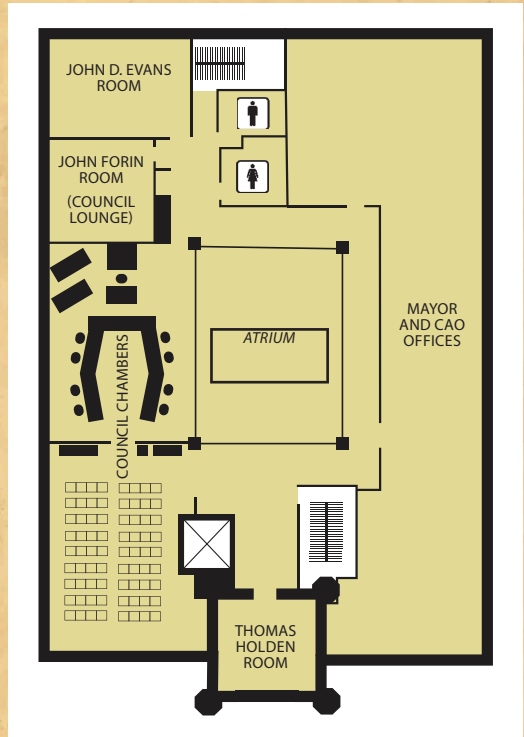 JOHN D. EVANS
ROOM
JOHN FORIN
ROOM
(COUNCIL
LOUNGE)
ATRIUM
MAYOR
AND CAO
OFFICES
COUNCIL CHAMBERS
THOMAS
HOLDEN
ROOM